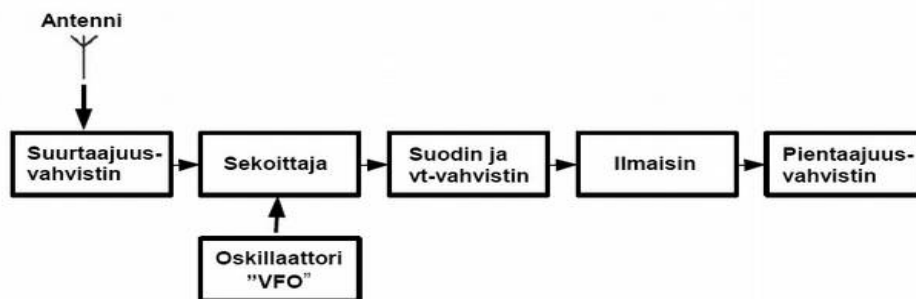 Antenni
Suurtaajuus-
vahvistin
Sekoittaja
Suodin ja
vt-vahvistin
Ilmaisin
Pientaajuus-
vahvistin
Oskillaattori
”VFO”